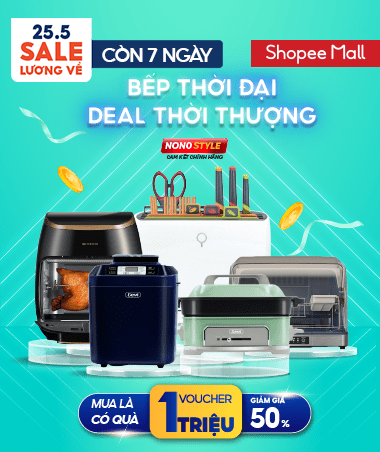 25.5
SALE
LƯƠNG VỀ
CÒN 7 NGÀY
Shopee Mall
BẾP THỜI ĐẠI
DEAL THỜI THƯỢNG
NONO STYLE
CAM KẾT CHÍNH HÃNG
MUA LÀ
CÓ QUÀ
VOUCHER
1 TRIỆU
GIẢM GIÁ
50%